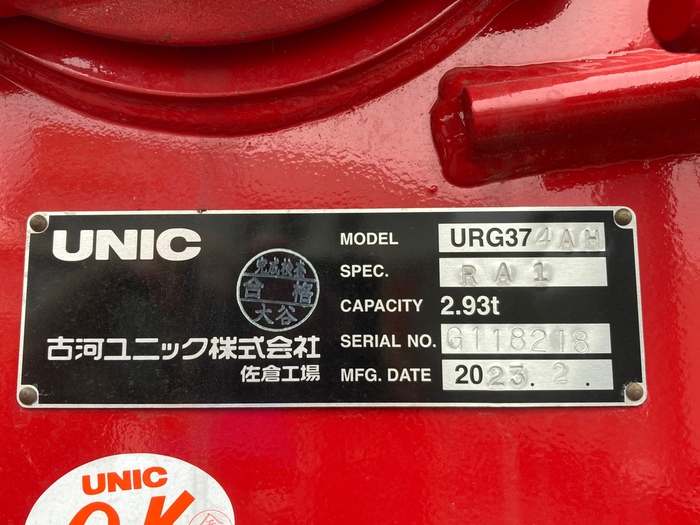 UNIC
MODEL URG374AH
SPEC. RA1
CAPACITY 2.93t
SERIAL NO. G118218
MFG. DATE 2023. 2.
完成検査
合格
大谷
古河ユニック株式会社
佐倉工場
UNIC
O.K